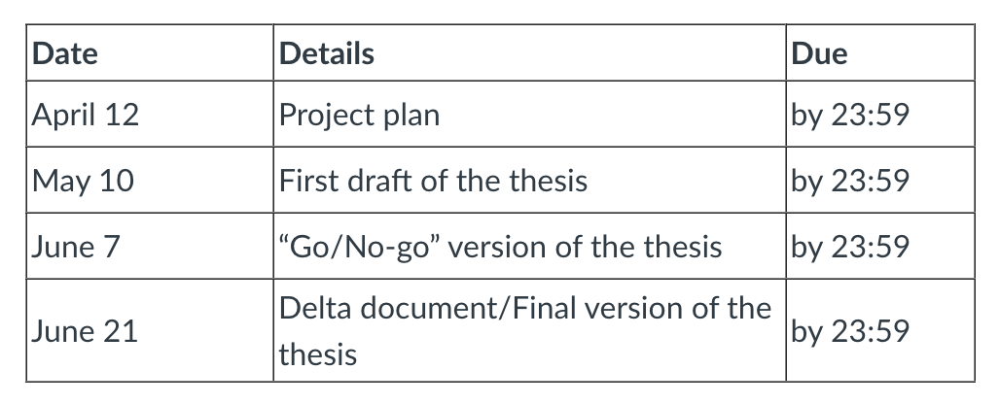 Date Details Due
April 12 Project plan by 23:59
May 10 First draft of the thesis by 23:59
June 7 “Go/No-go” version of the thesis by 23:59
June 21 Delta document/Final version of the by 23:59
thesis